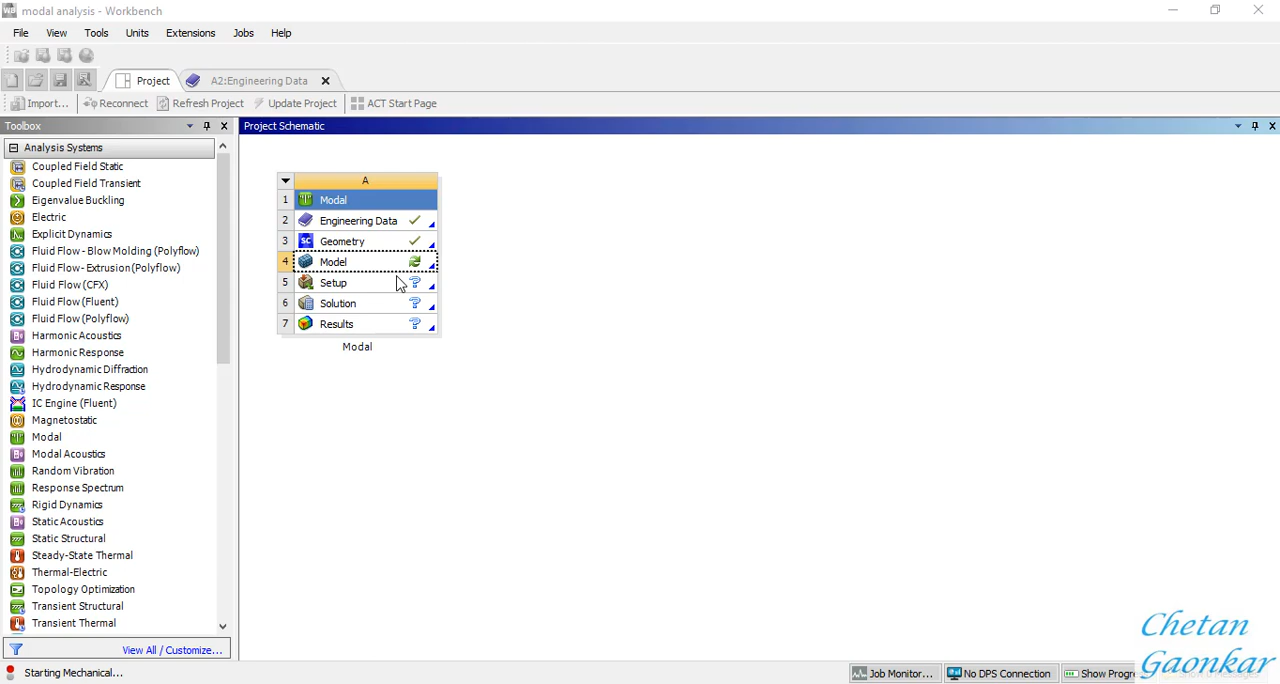 modal analysis - Workbench
File View Tools Units Extensions Jobs Help
Project A2:Engineering Data
Import... Reconnect Refresh Project Update Project ACT Start Page
Toolbox
Project Schematic
Analysis Systems
Coupled Field Static
Coupled Field Transient
Eigenvalue Buckling
Electric
Explicit Dynamics
Fluid Flow - Blow Molding (Polyflow)
Fluid Flow- Extrusion(Polyflow)
Fluid Flow (CFX)
Fluid Flow (Fluent)
Fluid Flow (Polyflow)
Harmonic Acoustics
Harmonic Response
Hydrodynamic Diffraction
Hydrodynamic Response
IC Engine (Fluent)
Magnetostatic
Modal
Modal Acoustics
Random Vibration
Response Spectrum
Rigid Dynamics
Static Acoustics
Static Structural
Steady-State Thermal
Thermal-Electric
Topology Optimization
Transient Structural
Transient Thermal
View All / Customize...
A
1 Modal
2 Engineering Data
3 SC Geometry
4 Model
5 Setup ?
6 Solution ?
7 Results ?
Modal
Chetan
Gaonkar
Starting Mechanical... Job Monitor... No DPS Connection Show Progre